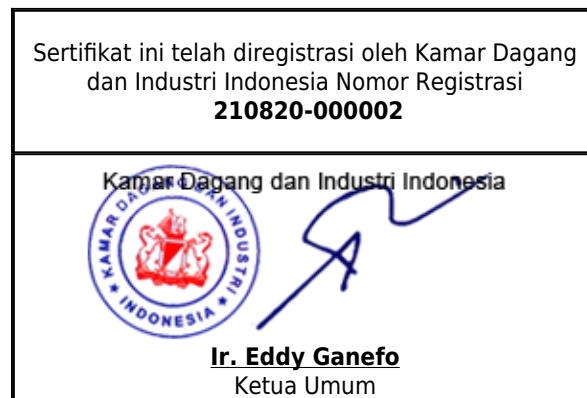 Sertifikat ini telah diregistrasi oleh Kamar Dagang
dan Industri Indonesia Nomor Registrasi
210820-000002
Kamar Dagang dan Industri Indonesia
KAMAR DAGANG DAN INDUSTRI
INDONESIA
Ir. Eddy Ganefo
Ketua Umum